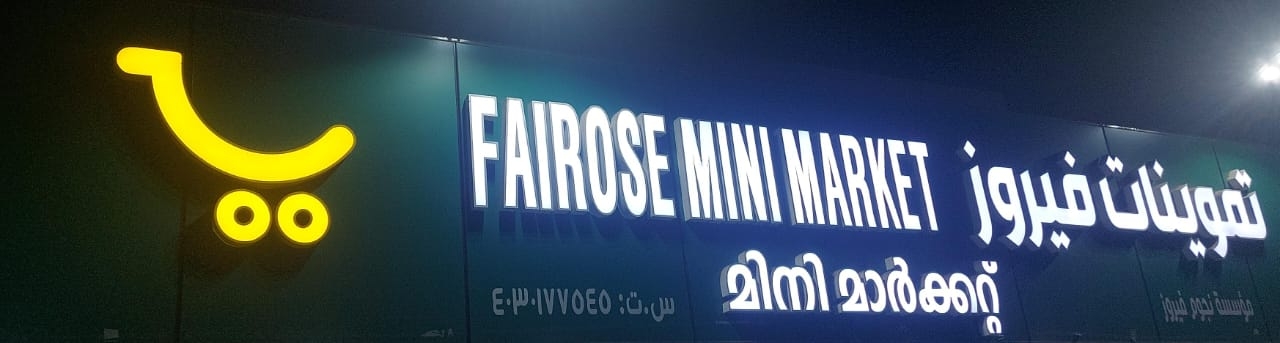 FAIROSE MINI MARKET
تموينات فيروز
മിനി മാർക്കറ്റ്
س.ت: ٤٠٣٠١٧٧٥٤٥
مؤسسة نجوم فيروز